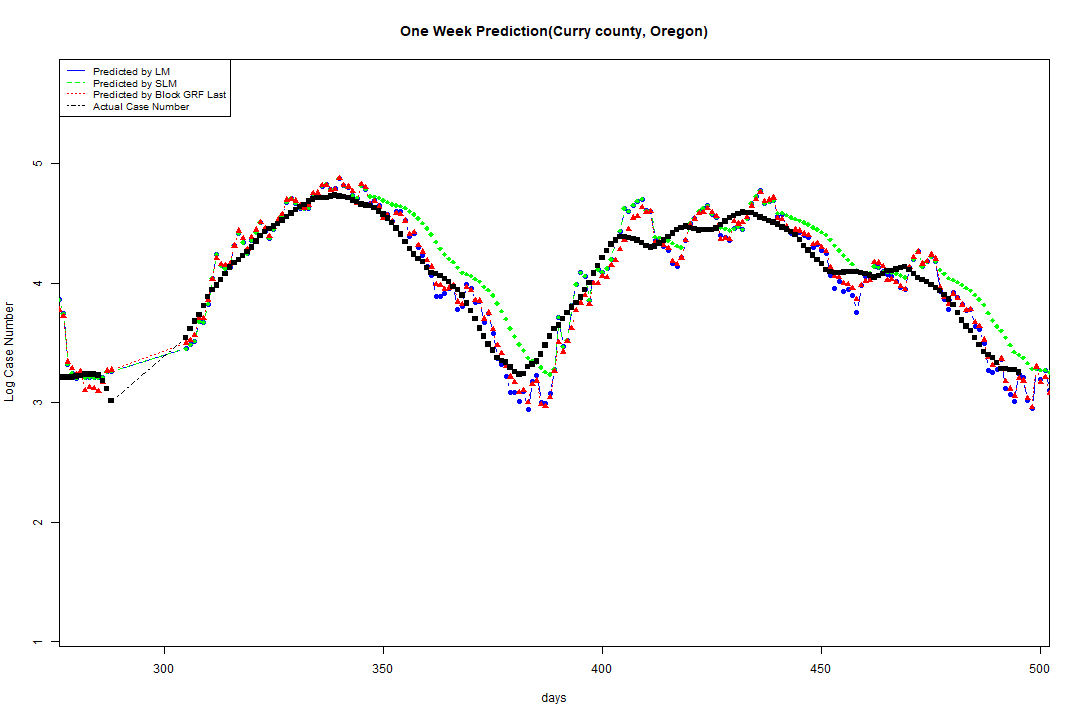 One Week Prediction(Curry county, Oregon)
Predicted by LM
Predicted by SLM
Predicted by Block GRF Last
Actual Case Number
5
4
3
2
1
Log Case Number
300 350 400 450 500
days